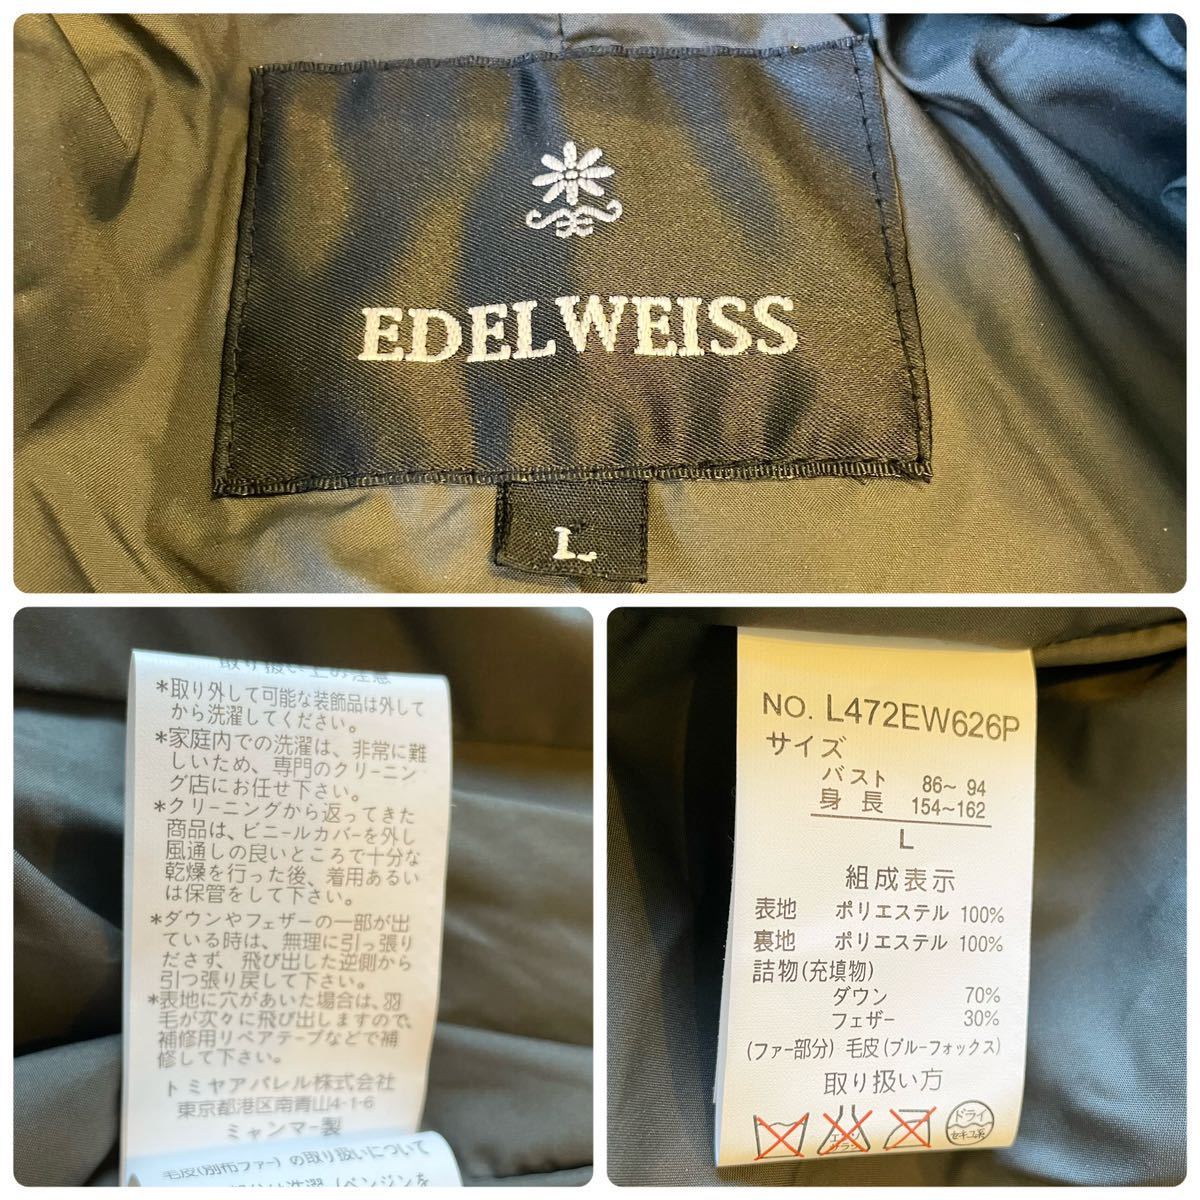 EDELWEISS
L
取り扱い上の注意
*取り外して可能な装飾品は外して
から洗濯してください。
*家庭内での洗濯は、非常に難
しいため、専門のクリーニン
グ店にお任せ下さい。
*クリーニングから返ってきた
商品は、ビニールカバーを外し
風通しの良いところで十分な
乾燥を行った後、着用あるい
は保管をして下さい。
*ダウンやフェザーの一部が出
ている時は、無理に引っ張り
ださず、飛び出した逆側から
引つ張り戻して下さい。
*表地に穴があいた場合は、羽
毛が次々に飛び出しますので、
補修用リペアテープなどで補
修して下さい。
トミヤアパレル株式会社
東京都港区南青山4-1-6
ミャンマー製
毛皮(別布ファー)の取り扱いについて
NO. L472EW626P
サイズ
バスト 86~ 94
身長 154~162
L
組成表示
表地 ポリエステル 100%
裏地 ポリエステル 100%
詰物(充填物)
ダウン 70%
フェザー 30%
(ファー部分) 毛皮(ブルーフォックス)
取り扱い方
エンソ
サラシ
ドライ
セキユ系